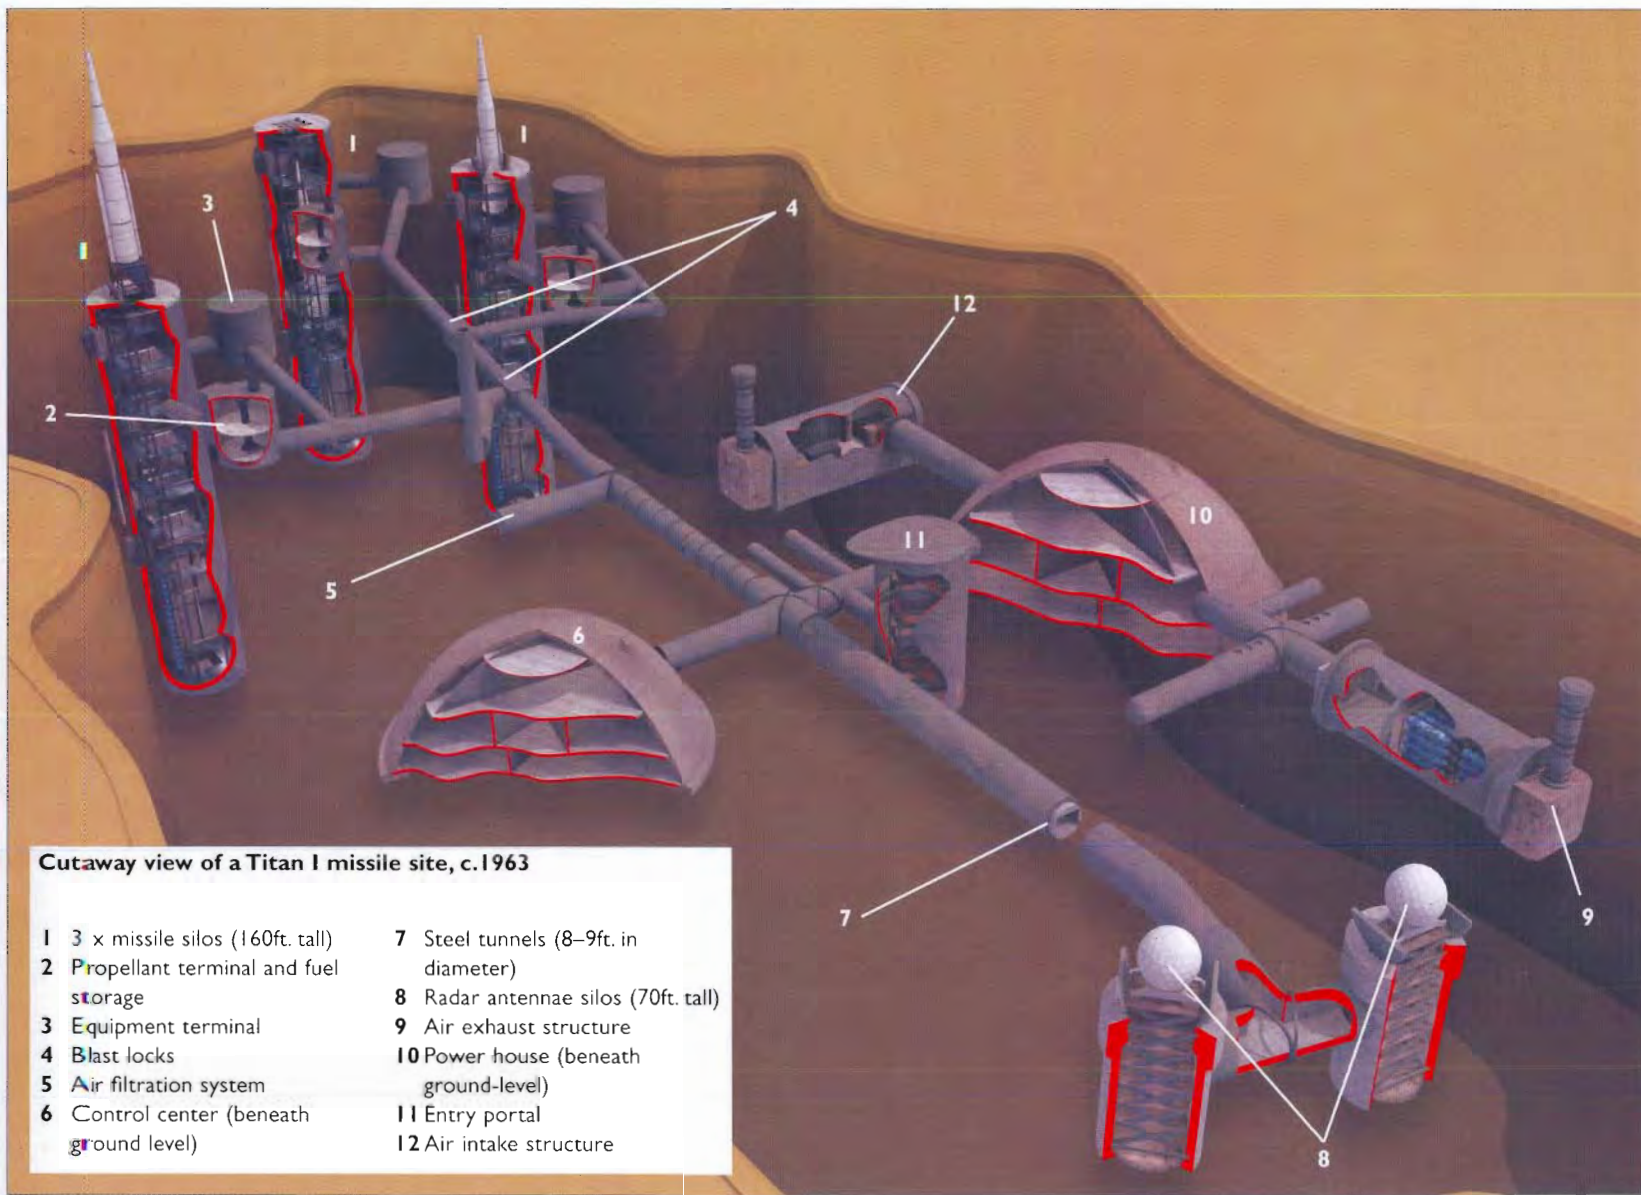 1
1
3
4
12
2
10
11
5
6
7
9
8
Cutaway view of a Titan I missile site, c.1963
1 3 x missile silos (160ft. tall)
2 Propellant terminal and fuel
storage
3 Equipment terminal
4 Blast locks
5 Air filtration system
6 Control center (beneath
ground level)
7 Steel tunnels (8–9ft. in
diameter)
8 Radar antennae silos (70ft. tall)
9 Air exhaust structure
10 Power house (beneath
ground-level)
11 Entry portal
12 Air intake structure